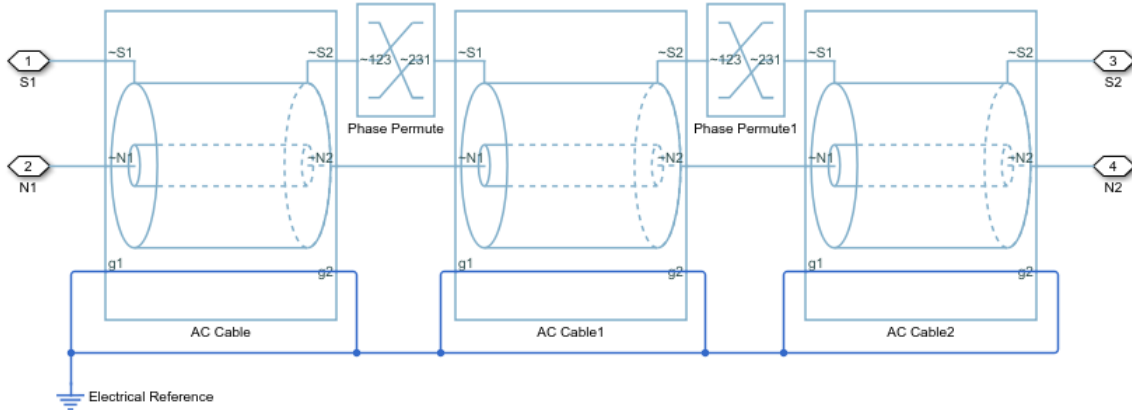 ~S1 ~S2 ~123 ~231 ~S1 ~S2 ~123 ~231 ~S1 ~S2
1 3
S1 S2
Phase Permute Phase Permute1
~N1 ~N2 ~N1 ~N2 ~N1 ~N2
2 4
N1 N2
g1 g2 g1 g2 g1 g2
AC Cable AC Cable1 AC Cable2
Electrical Reference